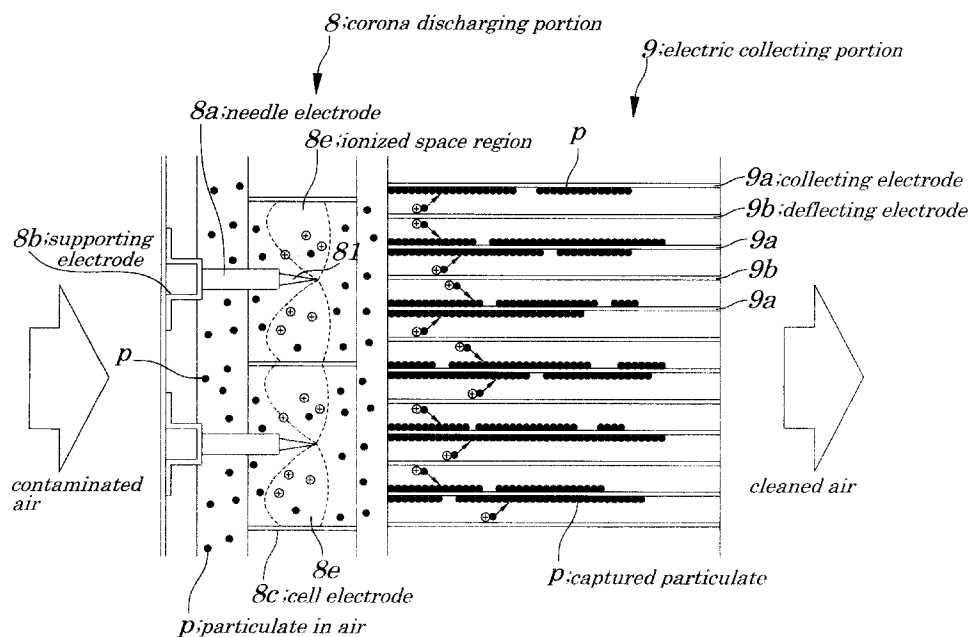 8;corona discharging portion
9;electric collecting portion
8a;needle electrode
8e;ionized space region
p
9a;collecting electrode
9b;deflecting electrode
8b;supporting
electrode
81
9a
9b
9a
p
contaminated
air
cleaned air
8e
8c;cell electrode
p;captured particulate
p;particulate in air